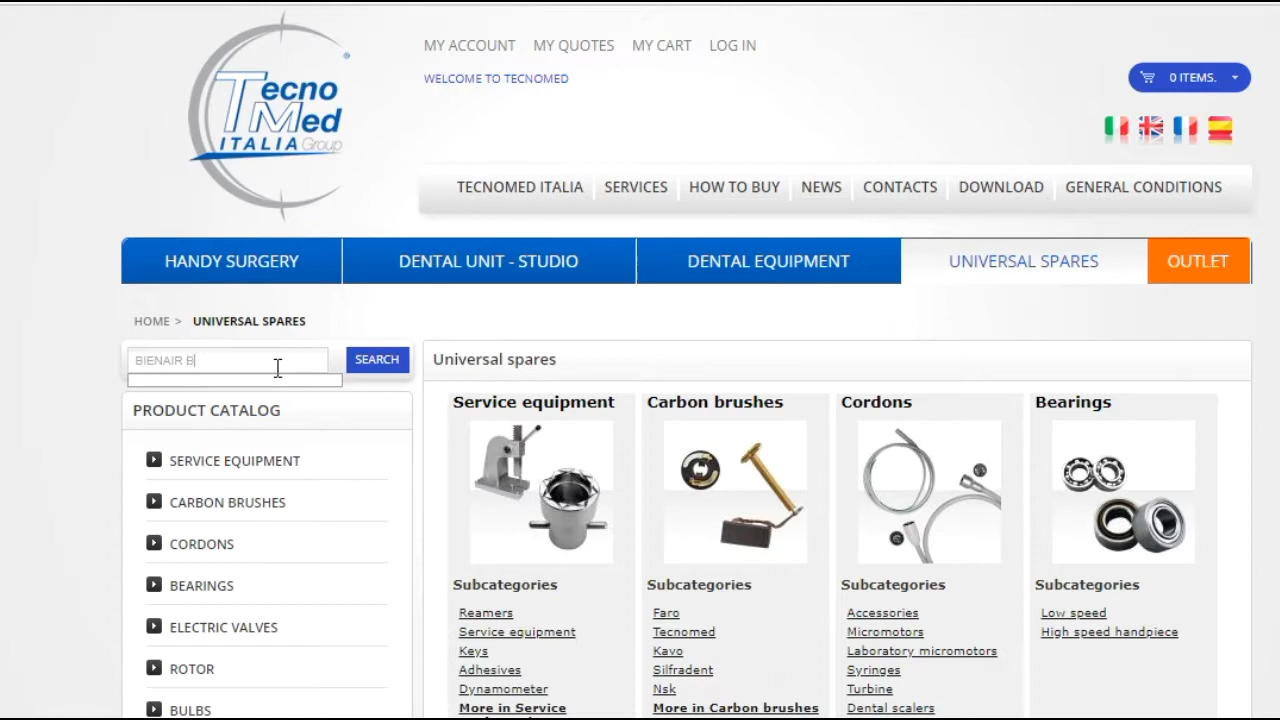 Tecno
Med
ITALIA Group
MY ACCOUNT MY QUOTES MY CART LOG IN
WELCOME TO TECNOMED
0 ITEMS.
TECNOMED ITALIA SERVICES HOW TO BUY NEWS CONTACTS DOWNLOAD GENERAL CONDITIONS
HANDY SURGERY DENTAL UNIT - STUDIO DENTAL EQUIPMENT UNIVERSAL SPARES OUTLET
HOME > UNIVERSAL SPARES
BIENAIR B SEARCH
PRODUCT CATALOG
SERVICE EQUIPMENT
CARBON BRUSHES
CORDONS
BEARINGS
ELECTRIC VALVES
ROTOR
BULBS
Universal spares
Service equipment
Subcategories
Reamers
Service equipment
Keys
Adhesives
Dynamometer
More in Service
Carbon brushes
Subcategories
Faro
Tecnomed
Kavo
Silfradent
Nsk
More in Carbon brushes
Cordons
Subcategories
Accessories
Micromotors
Laboratory micromotors
Syringes
Turbine
Dental scalers
Bearings
Subcategories
Low speed
High speed handpiece